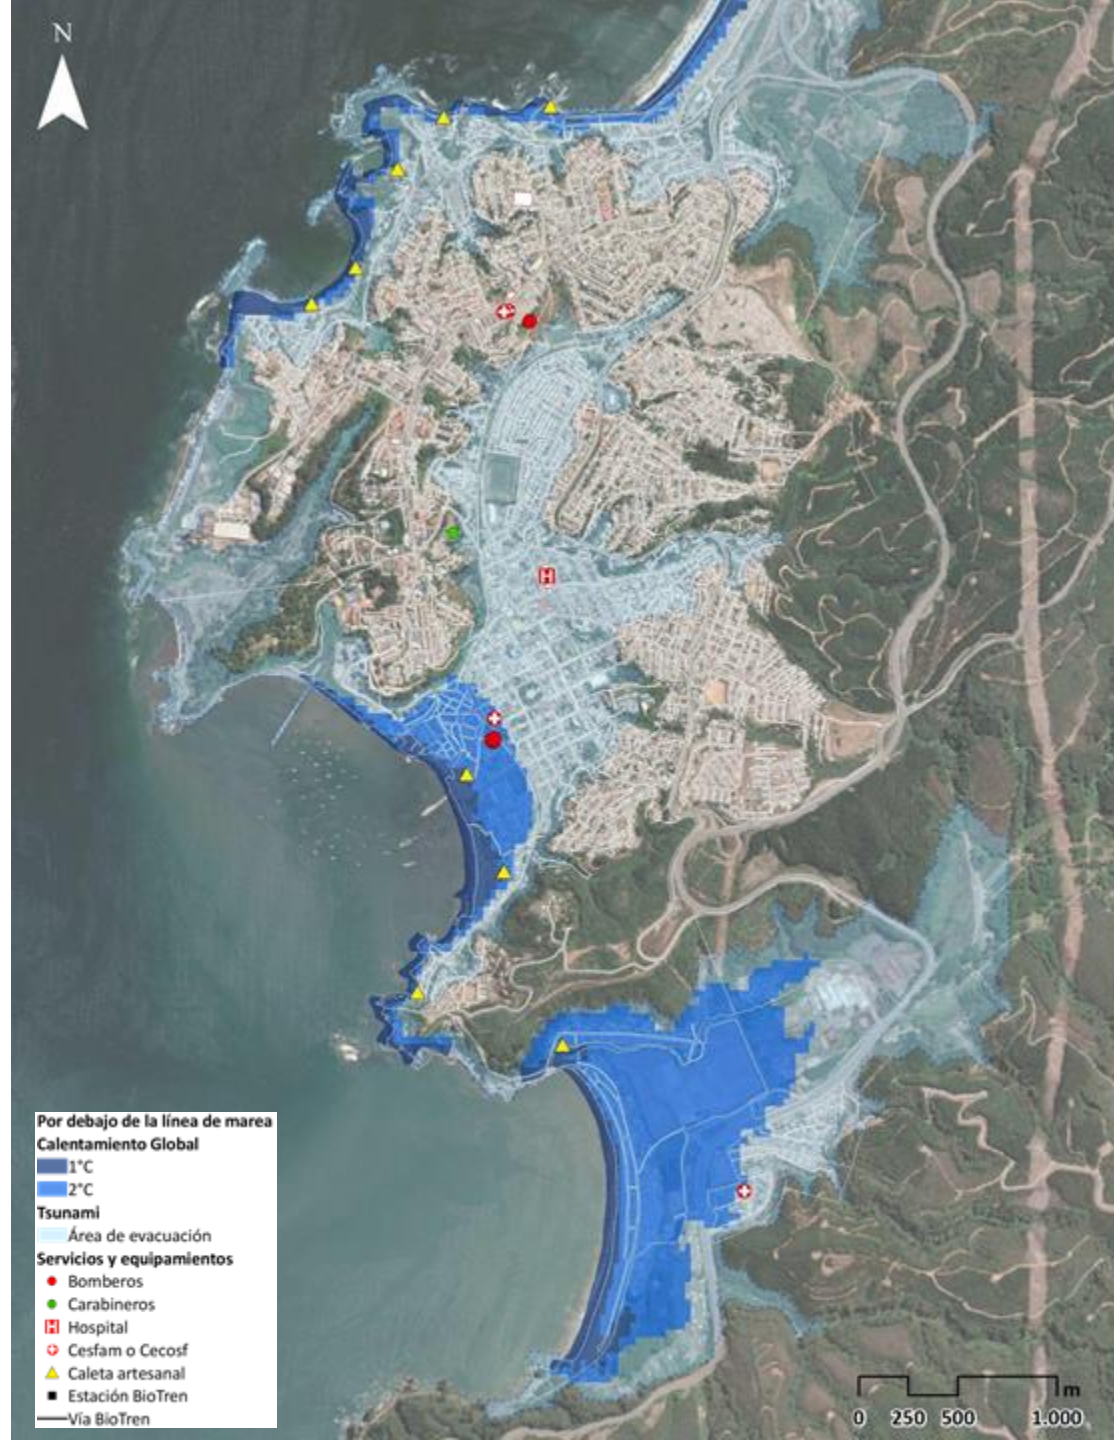 N
Por debajo de la línea de marea
Calentamiento Global
1°C
2°C
Tsunami
Área de evacuación
Servicios y equipamientos
Bomberos
Carabineros
H Hospital
Cesfam o Cecosf
Caleta artesanal
Estación BioTren
Vía BioTren
H
m
0 250 500 1.000